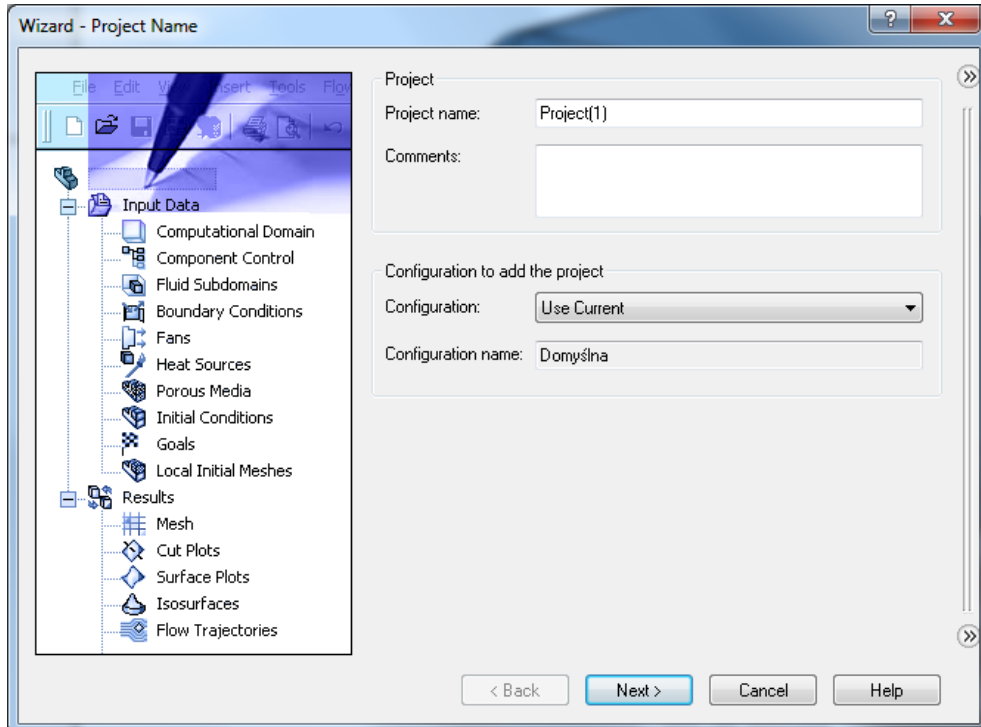 Wizard - Project Name
File Edit View Insert Tools Flow
Input Data
Computational Domain
Component Control
Fluid Subdomains
Boundary Conditions
Fans
Heat Sources
Porous Media
Initial Conditions
Goals
Local Initial Meshes
Results
Mesh
Cut Plots
Surface Plots
Isosurfaces
Flow Trajectories
Project
Project name: Project(1)
Comments:
Configuration to add the project
Configuration: Use Current
Configuration name: Domyślna
< Back Next > Cancel Help